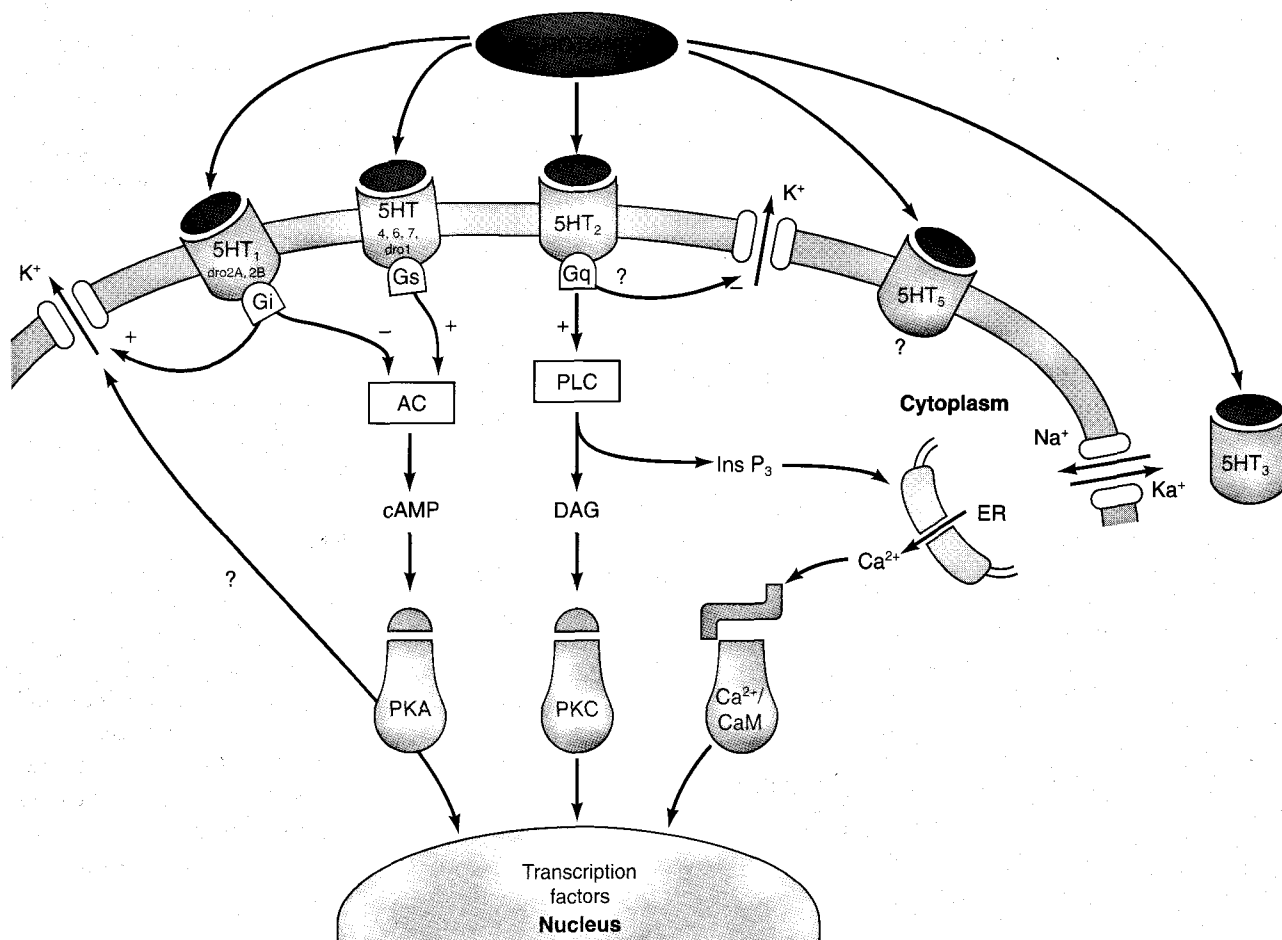 K+
5HT1
dro2A, 2B
Gi
+
5HT
4, 6, 7,
dro1
Gs
–
+
5HT2
Gq
?
+
K+
–
5HT5
?
AC
PLC
Cytoplasm
Na+
Ka+
5HT3
cAMP
DAG
Ins P3
ER
Ca2+
?
PKA
PKC
Ca2+/
CaM
Transcription
factors
Nucleus